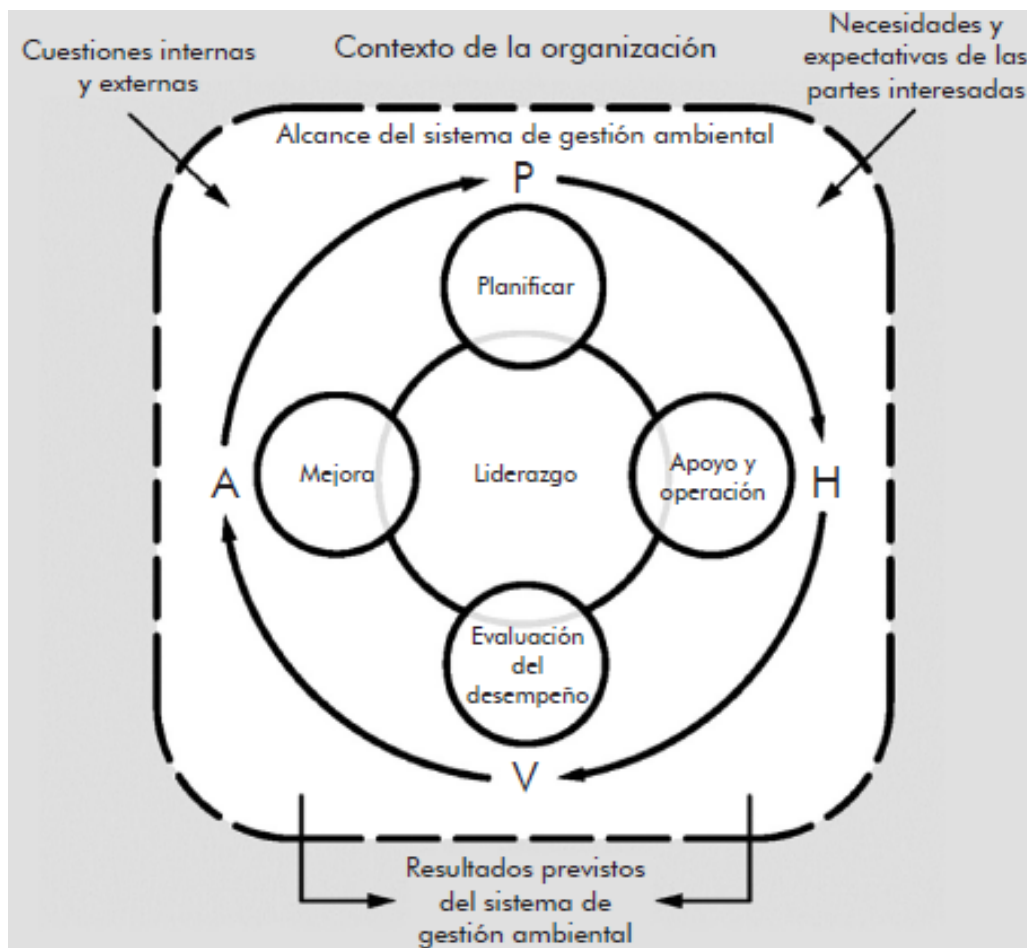 Cuestiones internas
y externas
Contexto de la organización
Necesidades y
expectativas de las
partes interesadas
Alcance del sistema de gestión ambiental
P
Planificar
A
Mejora
Liderazgo
Apoyo y
operación
H
Evaluación
del
desempeño
V
Resultados previstos
del sistema de
gestión ambiental